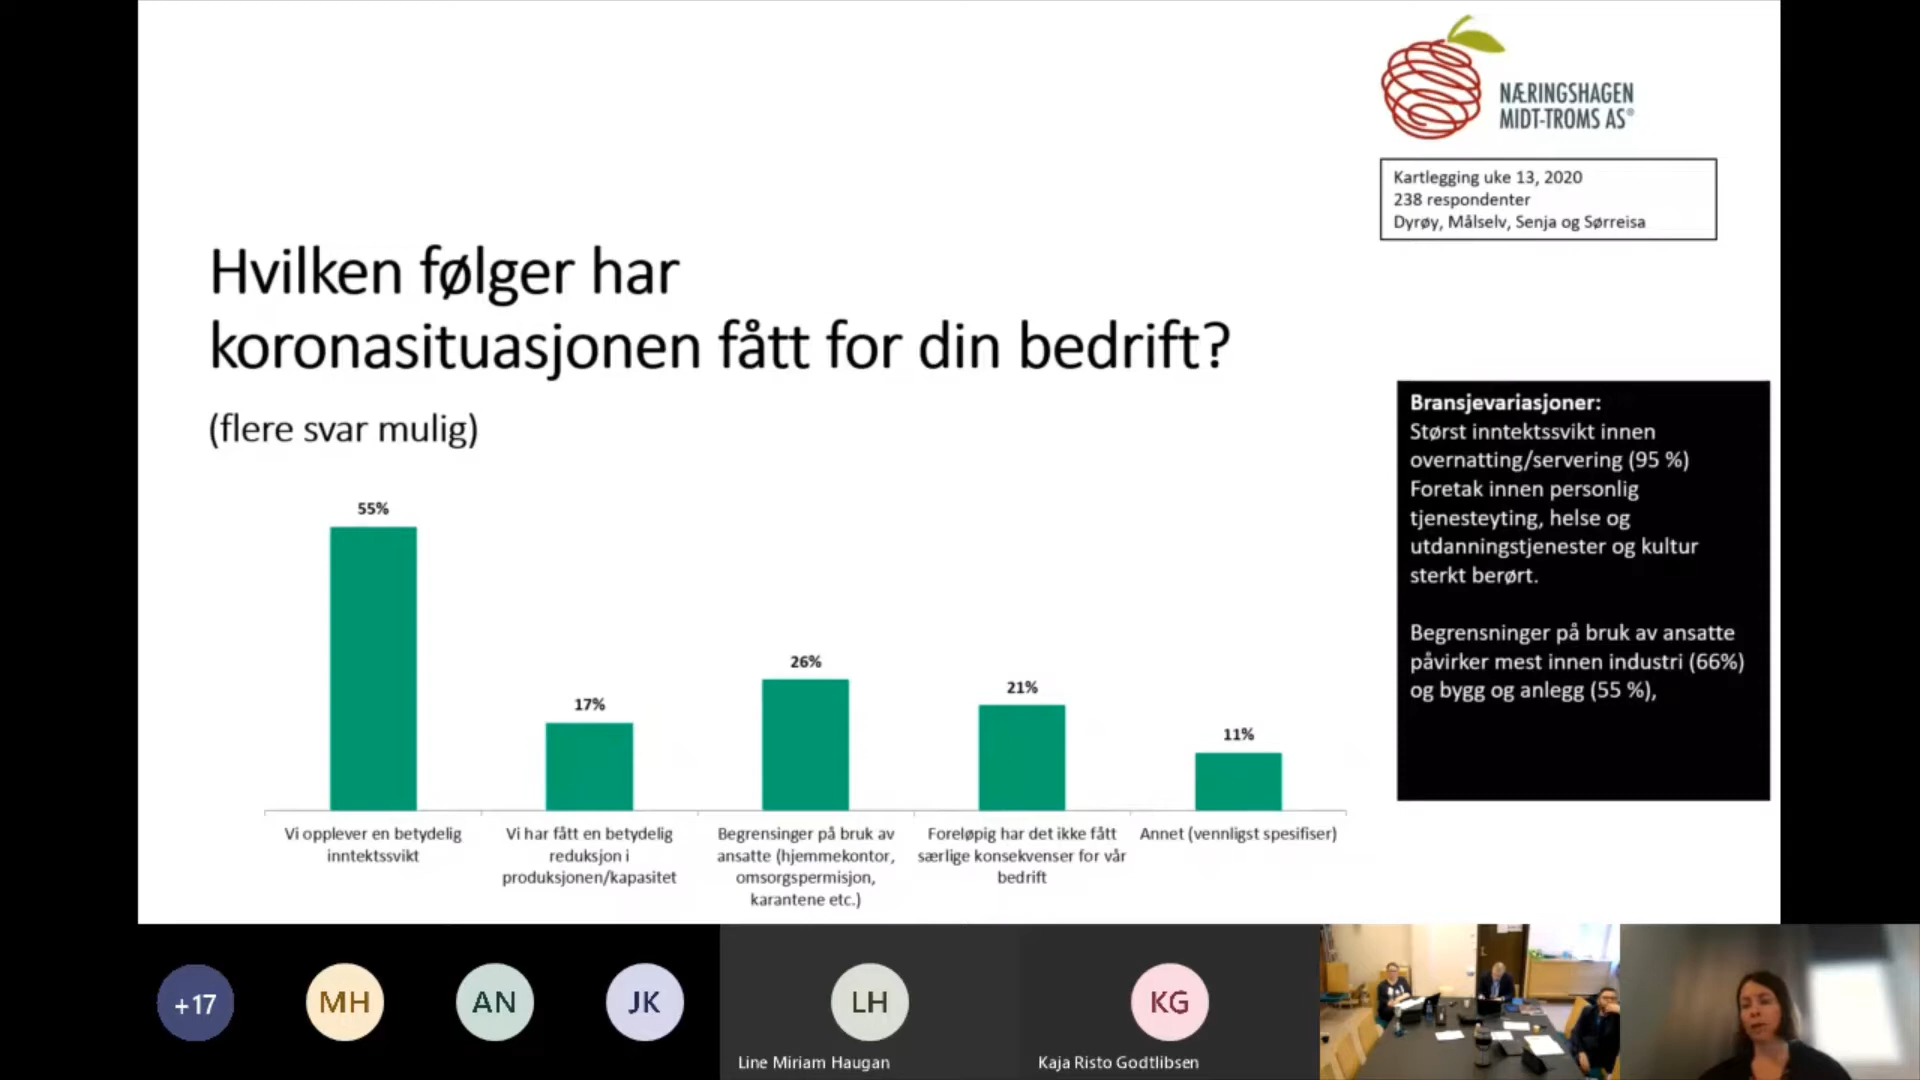 NÆRINGSHAGEN
MIDT-TROMS AS®
Kartlegging uke 13, 2020
238 respondenter
Dyrøy, Målselv, Senja og Sørreisa
Hvilken følger har
koronasituasjonen fått for din bedrift?
(flere svar mulig)
Bransjevariasjoner:
Størst inntektssvikt innen
overnatting/servering (95 %)
Foretak innen personlig
tjenesteyting, helse og
utdanningstjenester og kultur
sterkt berørt.
Begrensninger på bruk av ansatte
påvirker mest innen industri (66%)
og bygg og anlegg (55 %),
55%
17%
26%
21%
11%
Vi opplever en betydelig
inntektssvikt
Vi har fått en betydelig
reduksjon i
produksjonen/kapasitet
Begrensinger på bruk av
ansatte (hjemmekontor,
omsorgspermisjon,
karantene etc.)
Foreløpig har det ikke fått
særlige konsekvenser for vår
bedrift
Annet (vennligst spesifiser)
+17
MH
AN
JK
LH
KG
Line Miriam Haugan
Kaja Risto Godtlibsen